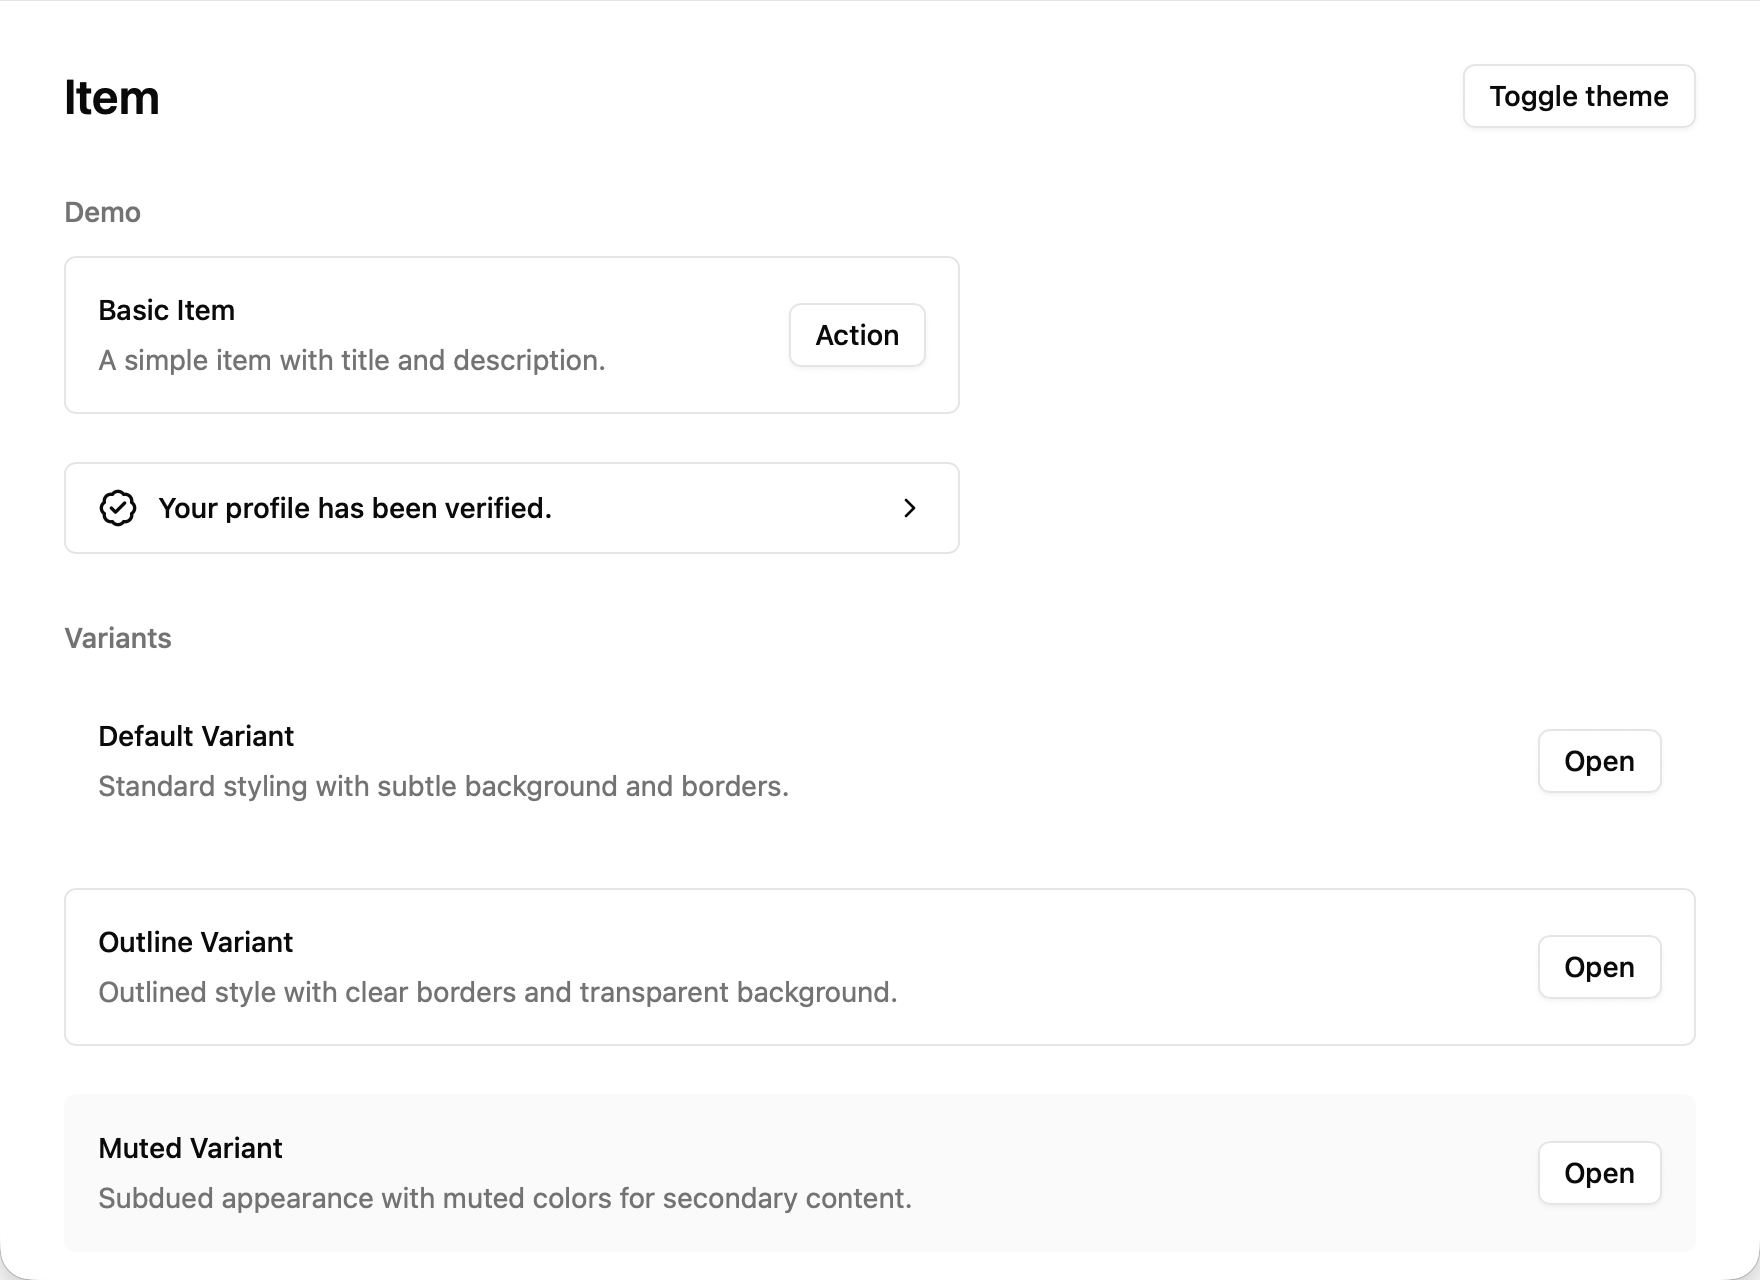 Item
Toggle theme
Demo
Basic Item
A simple item with title and description.
Action
Your profile has been verified.
Variants
Default Variant
Standard styling with subtle background and borders.
Open
Outline Variant
Outlined style with clear borders and transparent background.
Open
Muted Variant
Subdued appearance with muted colors for secondary content.
Open